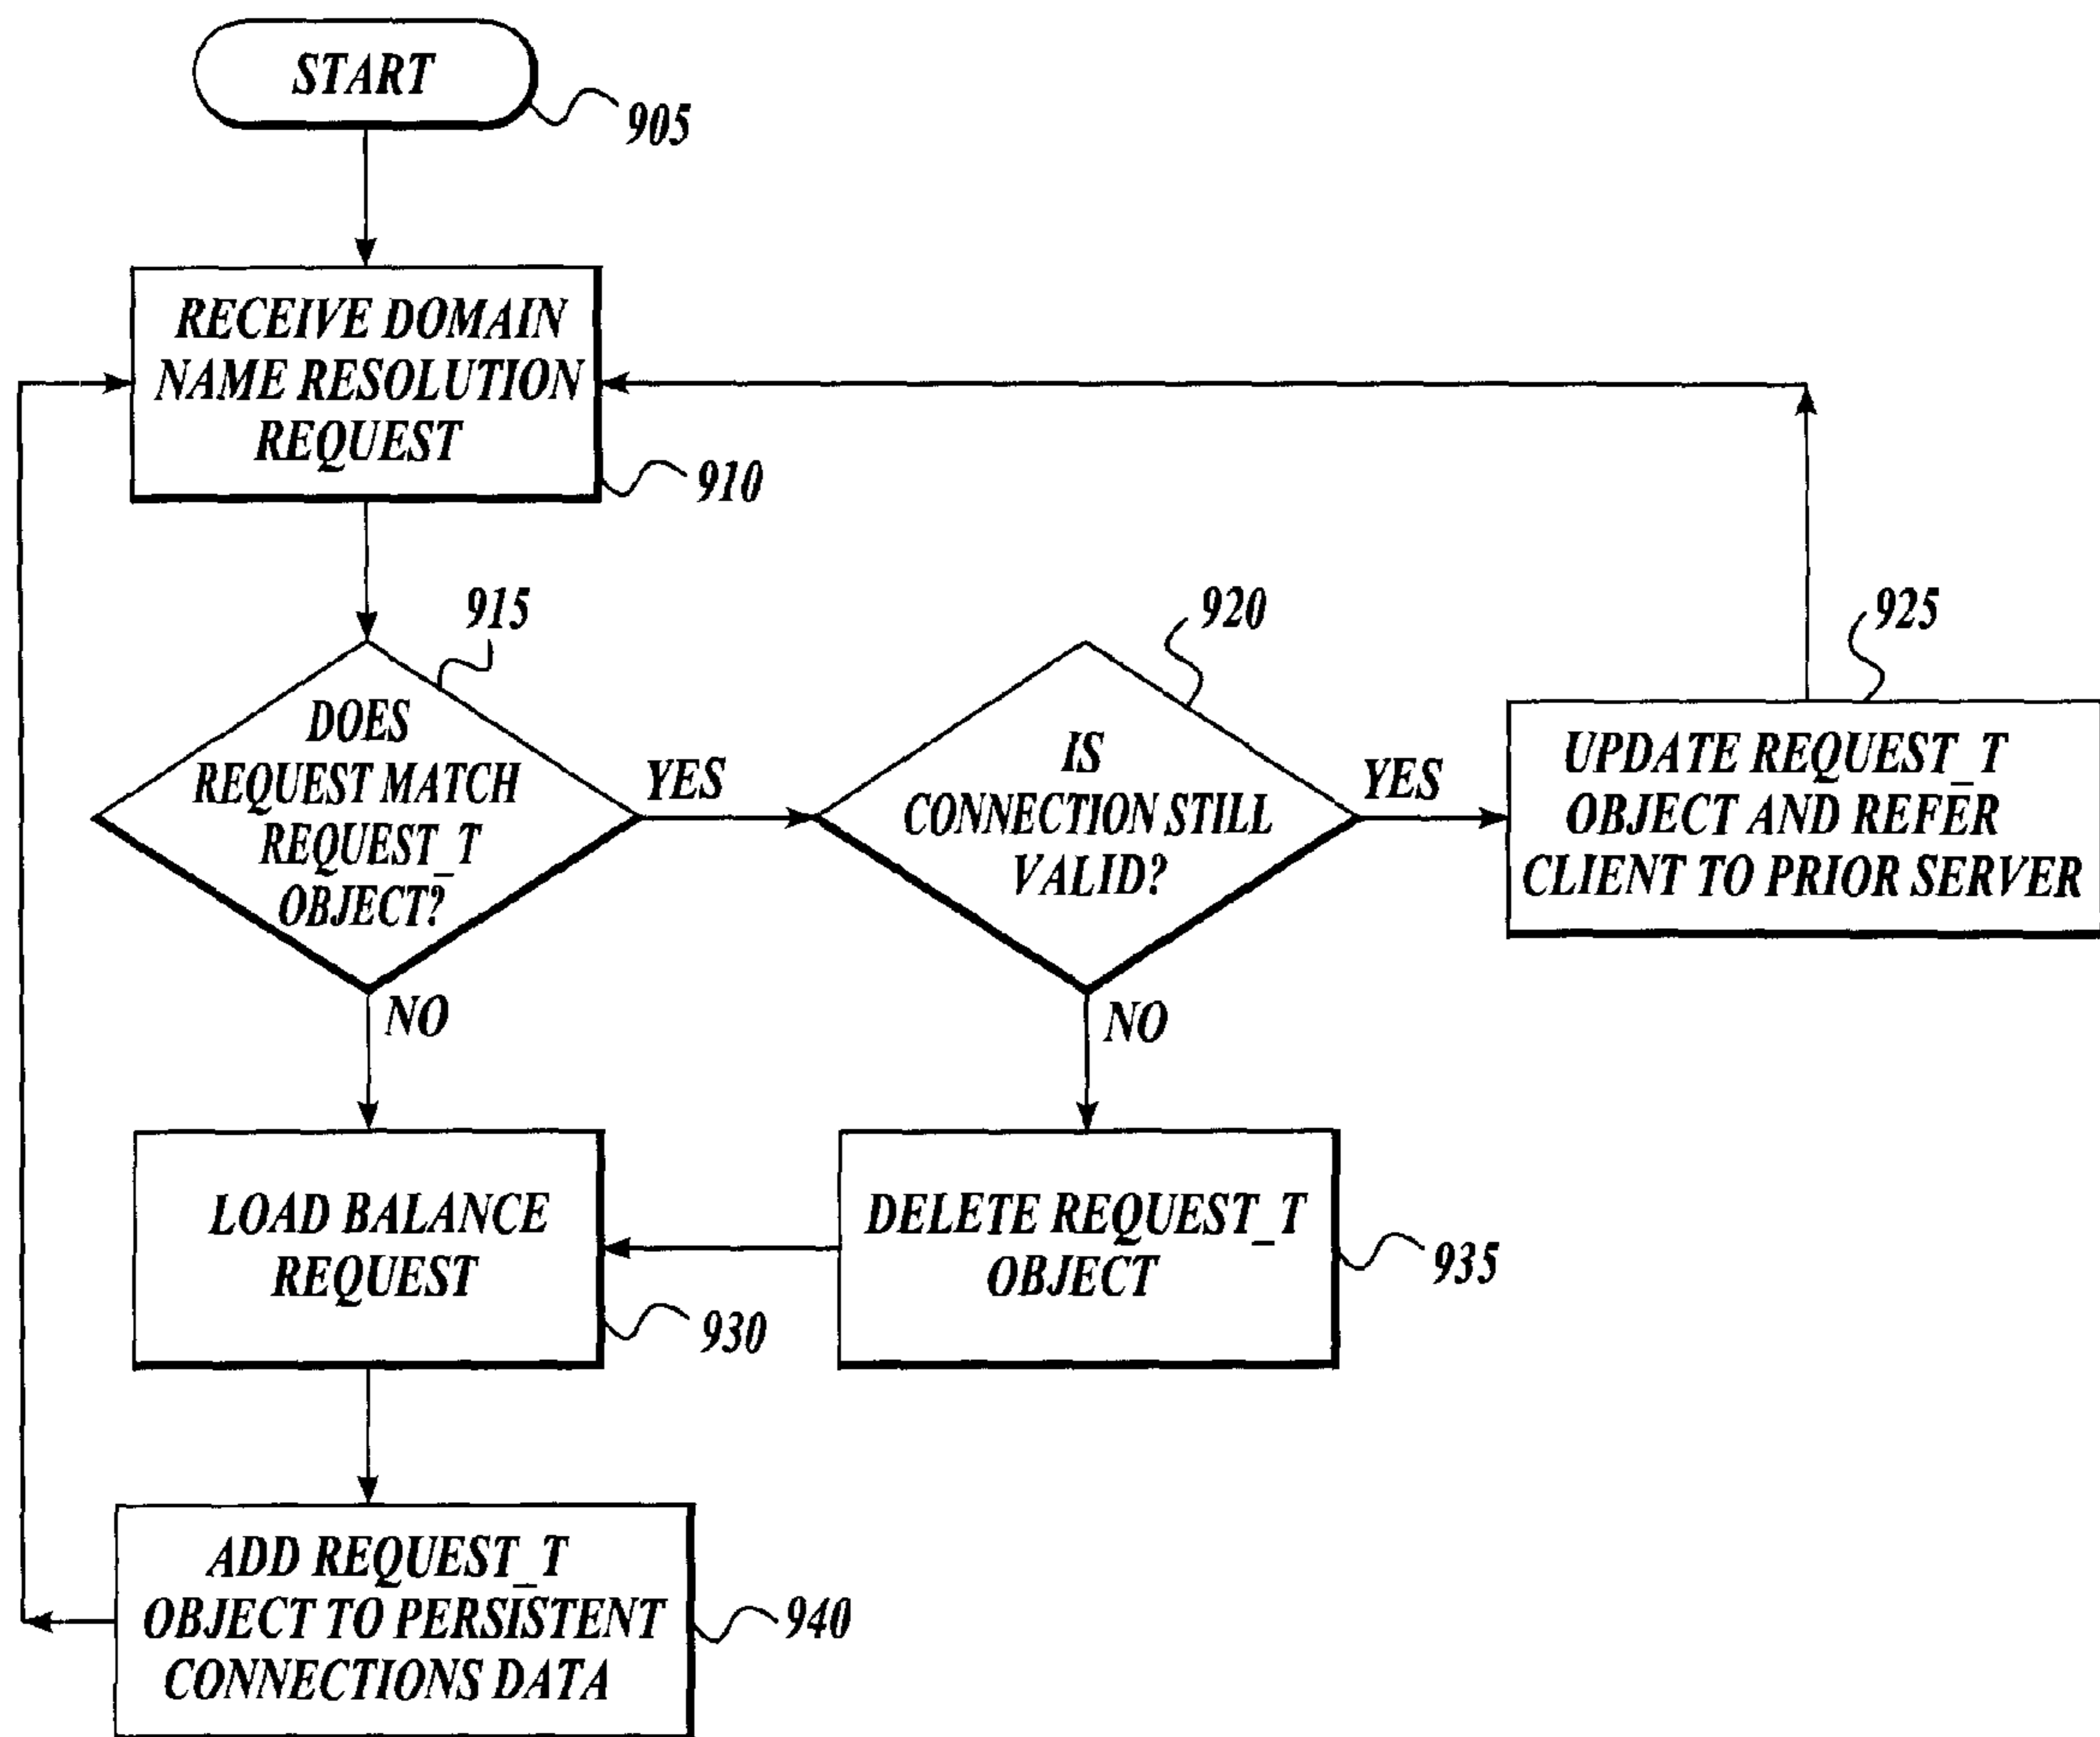 START
905
RECEIVE DOMAIN
NAME RESOLUTION
REQUEST
910
915
DOES
REQUEST MATCH
REQUEST_T
OBJECT?
YES
NO
920
IS
CONNECTION STILL
VALID?
YES
NO
925
UPDATE REQUEST_T
OBJECT AND REFER
CLIENT TO PRIOR SERVER
LOAD BALANCE
REQUEST
930
DELETE REQUEST_T
OBJECT
935
ADD REQUEST_T
OBJECT TO PERSISTENT
CONNECTIONS DATA
940